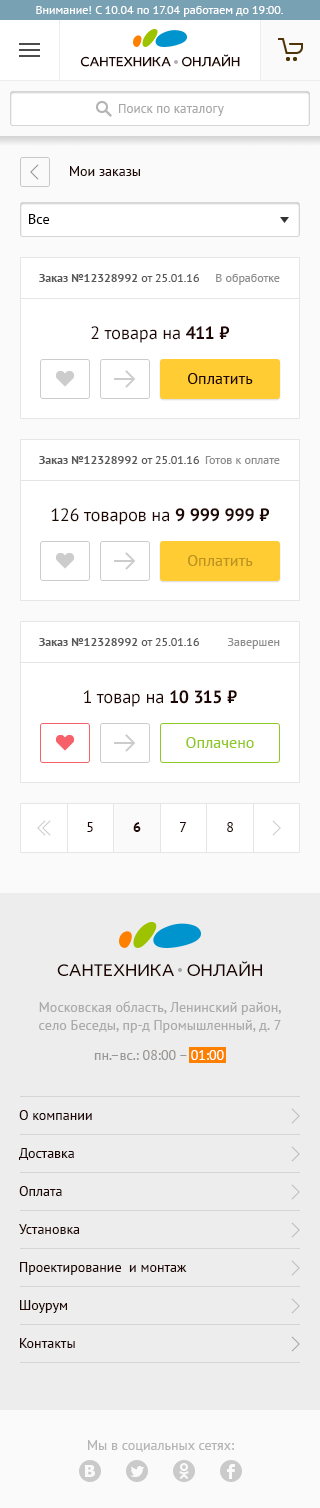 Внимание! С 10.04 по 17.04 работаем до 19:00.
САНТЕХНИКА • ОНЛАЙН
Поиск по каталогу
Мои заказы
Все
Заказ №12328992 от 25.01.16 В обработке
2 товара на 411 ₽
Оплатить
Заказ №12328992 от 25.01.16 Готов к оплате
126 товаров на 9 999 999 ₽
Оплатить
Заказ №12328992 от 25.01.16 Завершен
1 товар на 10 315 ₽
Оплачено
5 6 7 8
САНТЕХНИКА • ОНЛАЙН
Московская область, Ленинский район,
село Беседы, пр-д Промышленный, д. 7
пн.–вс.: 08:00 – 01:00
О компании
Доставка
Оплата
Установка
Проектирование и монтаж
Шоурум
Контакты
Мы в социальных сетях: